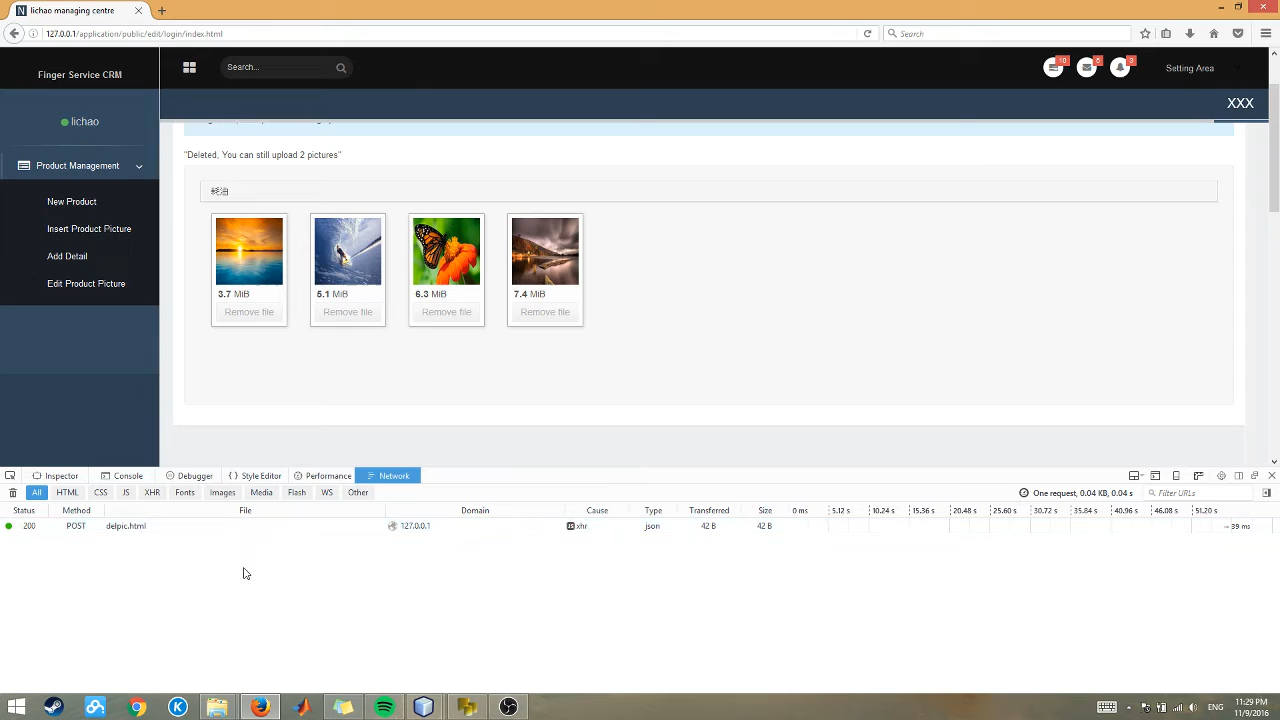 lichao managing centre
127.0.0.1/application/public/edit/login/index.html
Search
Finger Service CRM
Search...
10
6
3
Setting Area
XXX
lichao
Product Management
New Product
Insert Product Picture
Add Detail
Edit Product Picture
"Deleted, You can still upload 2 pictures"
耗油
3.7 MiB
5.1 MiB
6.3 MiB
7.4 MiB
Remove file
Remove file
Remove file
Remove file
Inspector
Console
Debugger
Style Editor
Performance
Network
All
HTML
CSS
JS
XHR
Fonts
Images
Media
Flash
WS
Other
One request, 0.04 KB, 0.04 s
Filter URLs
Status
Method
File
Domain
Cause
Type
Transferred
Size
0 ms
5.12 s
10.24 s
15.36 s
20.48 s
25.60 s
30.72 s
35.84 s
40.96 s
46.08 s
51.20 s
200
POST
delpic.html
127.0.0.1
JS
xhr
json
42 B
42 B
→ 39 ms
ENG
11:29 PM
11/9/2016